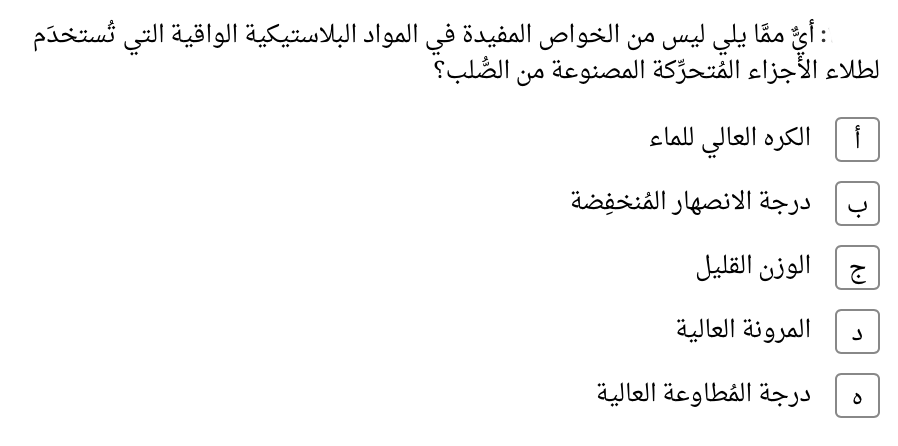 : أيٌّ ممَّا يلي ليس من الخواص المفيدة في المواد البلاستيكية الواقية التي تُستخدَم
لطلاء الأجزاء المُتحرِّكة المصنوعة من الصُّلب؟
أ الكره العالي للماء
ب درجة الانصهار المُنخفِضة
ج الوزن القليل
د المرونة العالية
ه درجة المُطاوعة العالية